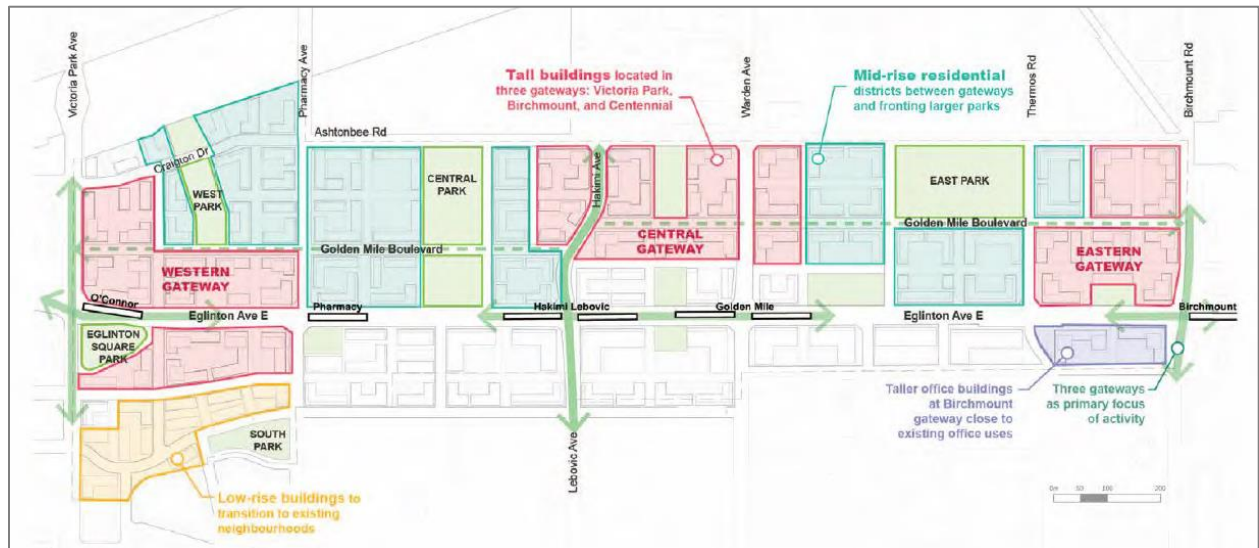 Victoria Park Ave
Pharmacy Ave
Warden Ave
Thermos Rd
Birchmount Rd
Tall buildings located in
three gateways: Victoria Park,
Birchmount, and Centennial
Mid-rise residential
districts between gateways
and fronting larger parks
Ashtonbee Rd
Craigton Dr
Hakimi Ave
WEST
PARK
CENTRAL
PARK
EAST PARK
Golden Mile Boulevard
Golden Mile Boulevard
CENTRAL
GATEWAY
WESTERN
GATEWAY
EASTERN
GATEWAY
O'Connor
Eglinton Ave E
Pharmacy
Hakimi Lebovic
Golden Mile
Eglinton Ave E
Birchmount
EGLINTON
SQUARE
PARK
Taller office buildings
at Birchmount
gateway close to
existing office uses
Three gateways
as primary focus
of activity
SOUTH
PARK
Lebovic Ave
Low-rise buildings to
transition to existing
neighbourhoods
0m 50 100 200